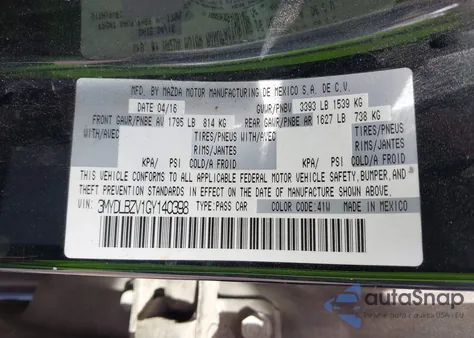 MFD. BY MAZDA MOTOR MANUFACTURING DE MEXICO S.A. DE C.V.
DATE 04/16 GVWR/PNBV 3393 LB 1539 KG
FRONT GAWR/PNBE AV 1795 LB 814 KG REAR GAWR/PNBE AR 1627 LB 738 KG
WITH/AVEC TIRES/PNEUS WITH/AVEC TIRES/PNEUS
RIMS/JANTES RIMS/JANTES
KPA/ PSI COLD/A FROID KPA/ PSI COLD/A FROID
THIS VEHICLE CONFORMS TO ALL APPLICABLE FEDERAL MOTOR VEHICLE SAFETY, BUMPER, AND
THEFT PREVENTION STANDARDS IN EFFECT ON THE DATE OF MANUFACTURE SHOWN ABOVE.
VIN: 3MYDLBZV1GY140398 TYPE:PASS CAR COLOR CODE:41W MADE IN MEXICO
autaSnap